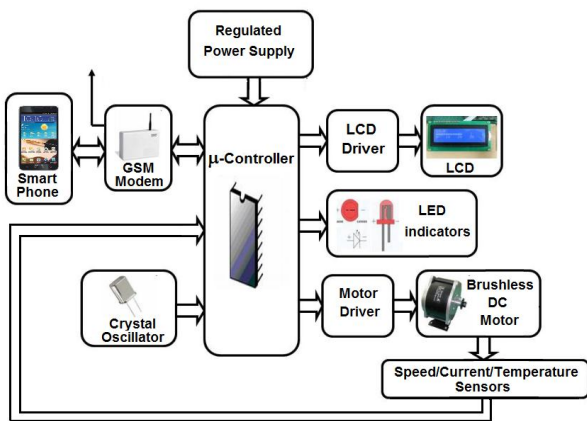 Regulated
Power Supply
Smart
Phone
GSM
Modem
μ-Controller
LCD
Driver
LCD
LED
indicators
Crystal
Oscillator
Motor
Driver
Brushless
DC
Motor
Speed/Current/Temperature
Sensors